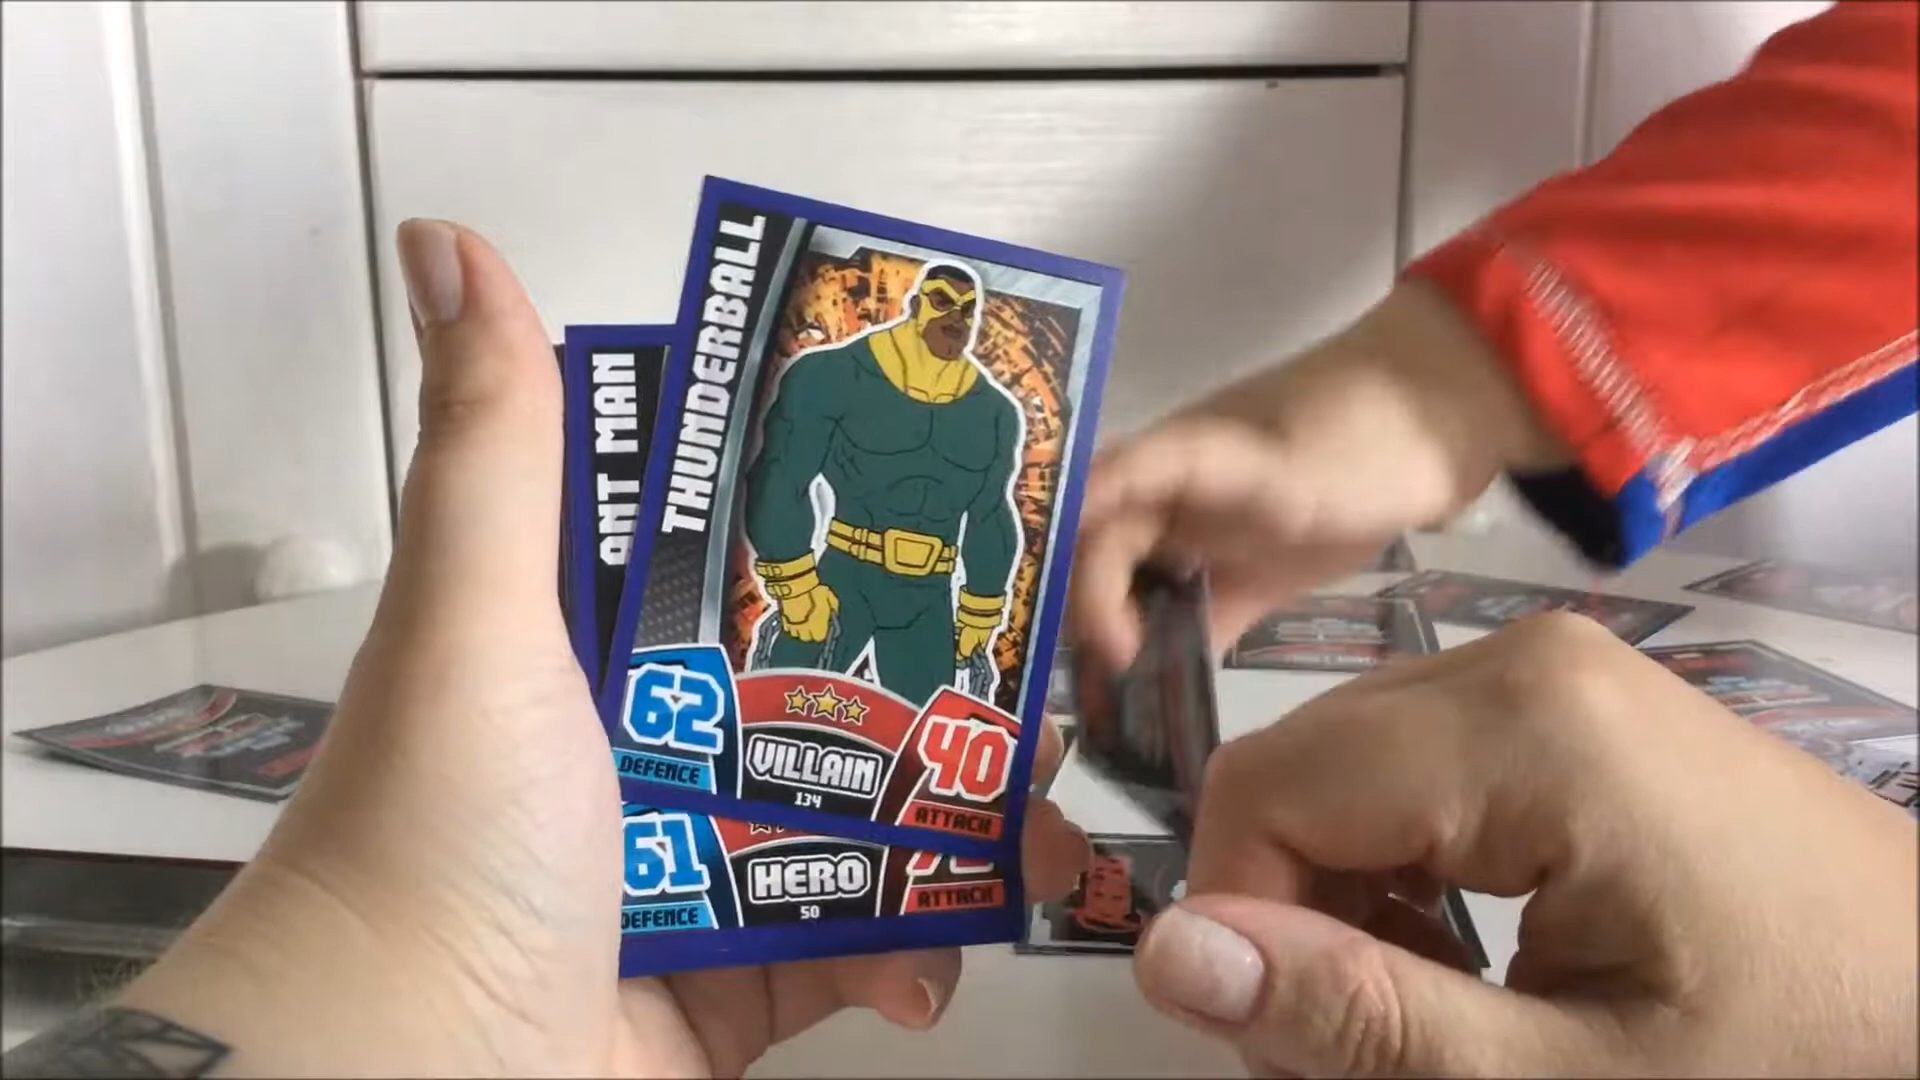 THUNDERBALL
62
DEFENCE
VILLAIN
134
40
ATTACK
ANT MAN
61
DEFENCE
HERO
50
ATTACK